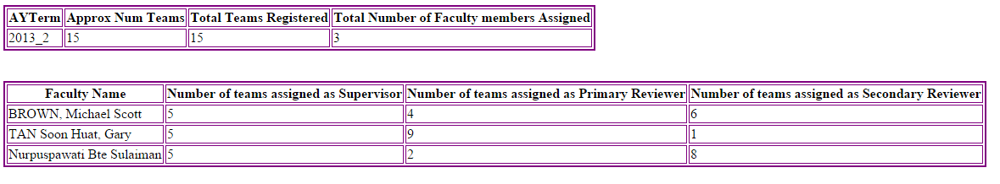 AYTerm Approx Num Teams Total Teams Registered Total Number of Faculty members Assigned
2013_2 15 15 3
Faculty Name Number of teams assigned as Supervisor Number of teams assigned as Primary Reviewer Number of teams assigned as Secondary Reviewer
BROWN, Michael Scott 5 4 6
TAN Soon Huat, Gary 5 9 1
Nurpuspawati Bte Sulaiman 5 2 8